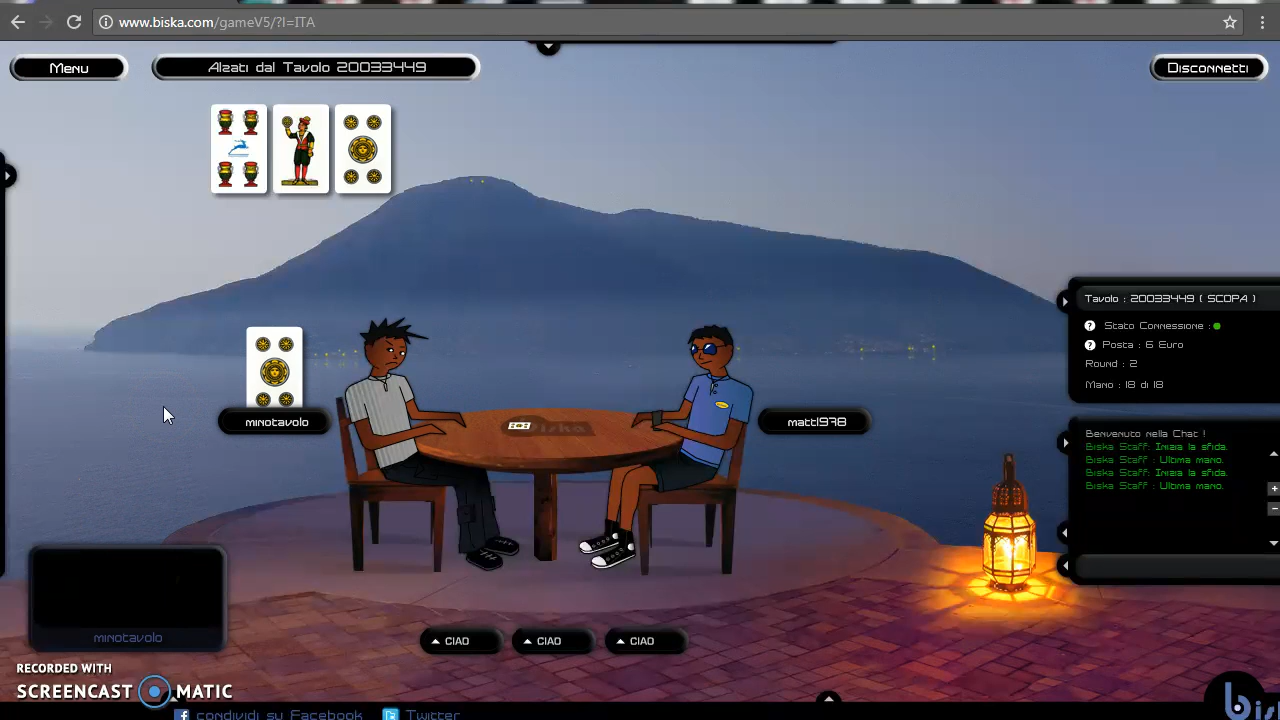 www.biska.com/gameV5/?l=ITA
Menu
Alzati dal Tavolo 20033449
Disconnetti
Tavolo : 20033449 ( SCOPA )
Stato Connessione :
Posta : 6 Euro
Round : 2
Mano : 18 di 18
minotavolo
matt1978
Benvenuto nella Chat !
Biska Staff: Inizia la sfida.
Biska Staff : Ultima mano.
Biska Staff: Inizia la sfida.
Biska Staff : Ultima mano.
minotavolo
CIAO
CIAO
CIAO
RECORDED WITH
SCREENCAST MATIC
condividi su Facebook
Twitter